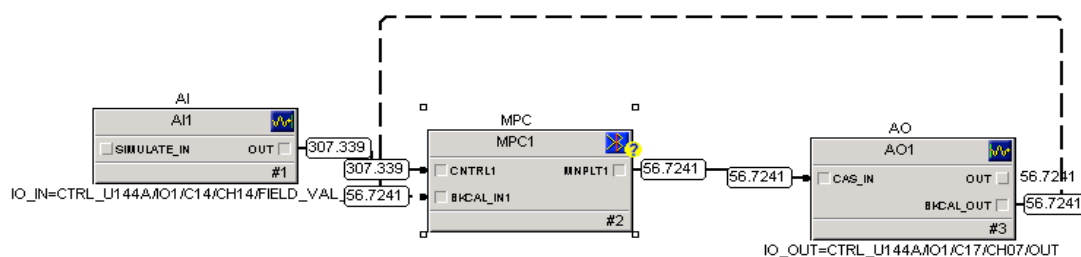 AI
AI1
SIMULATE_IN OUT
#1
307.339
IO_IN=CTRL_U144A/IO1/C14/CH14/FIELD_VAL_
307.339
56.7241
MPC
MPC1
?
CNTRL1 MNPLT1
BKCAL_IN1
#2
56.7241
56.7241
AO
AO1
CAS_IN OUT
BKCAL_OUT
#3
56.7241
56.7241
IO_OUT=CTRL_U144A/IO1/C17/CH07/OUT